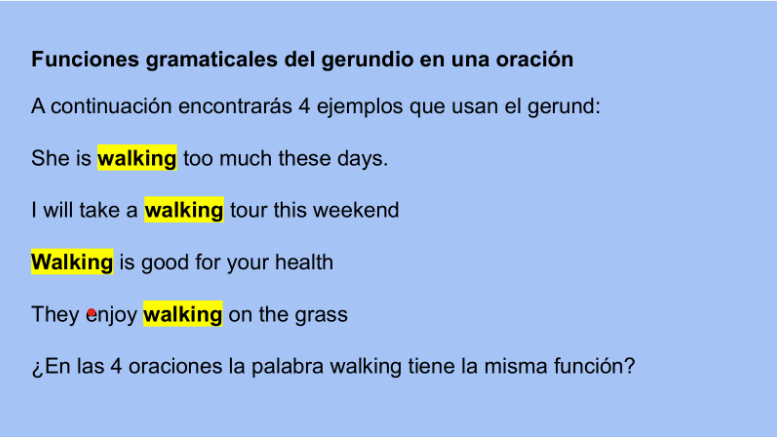 Funciones gramaticales del gerundio en una oración
A continuación encontrarás 4 ejemplos que usan el gerund:
She is walking too much these days.
I will take a walking tour this weekend
Walking is good for your health
They enjoy walking on the grass
¿En las 4 oraciones la palabra walking tiene la misma función?